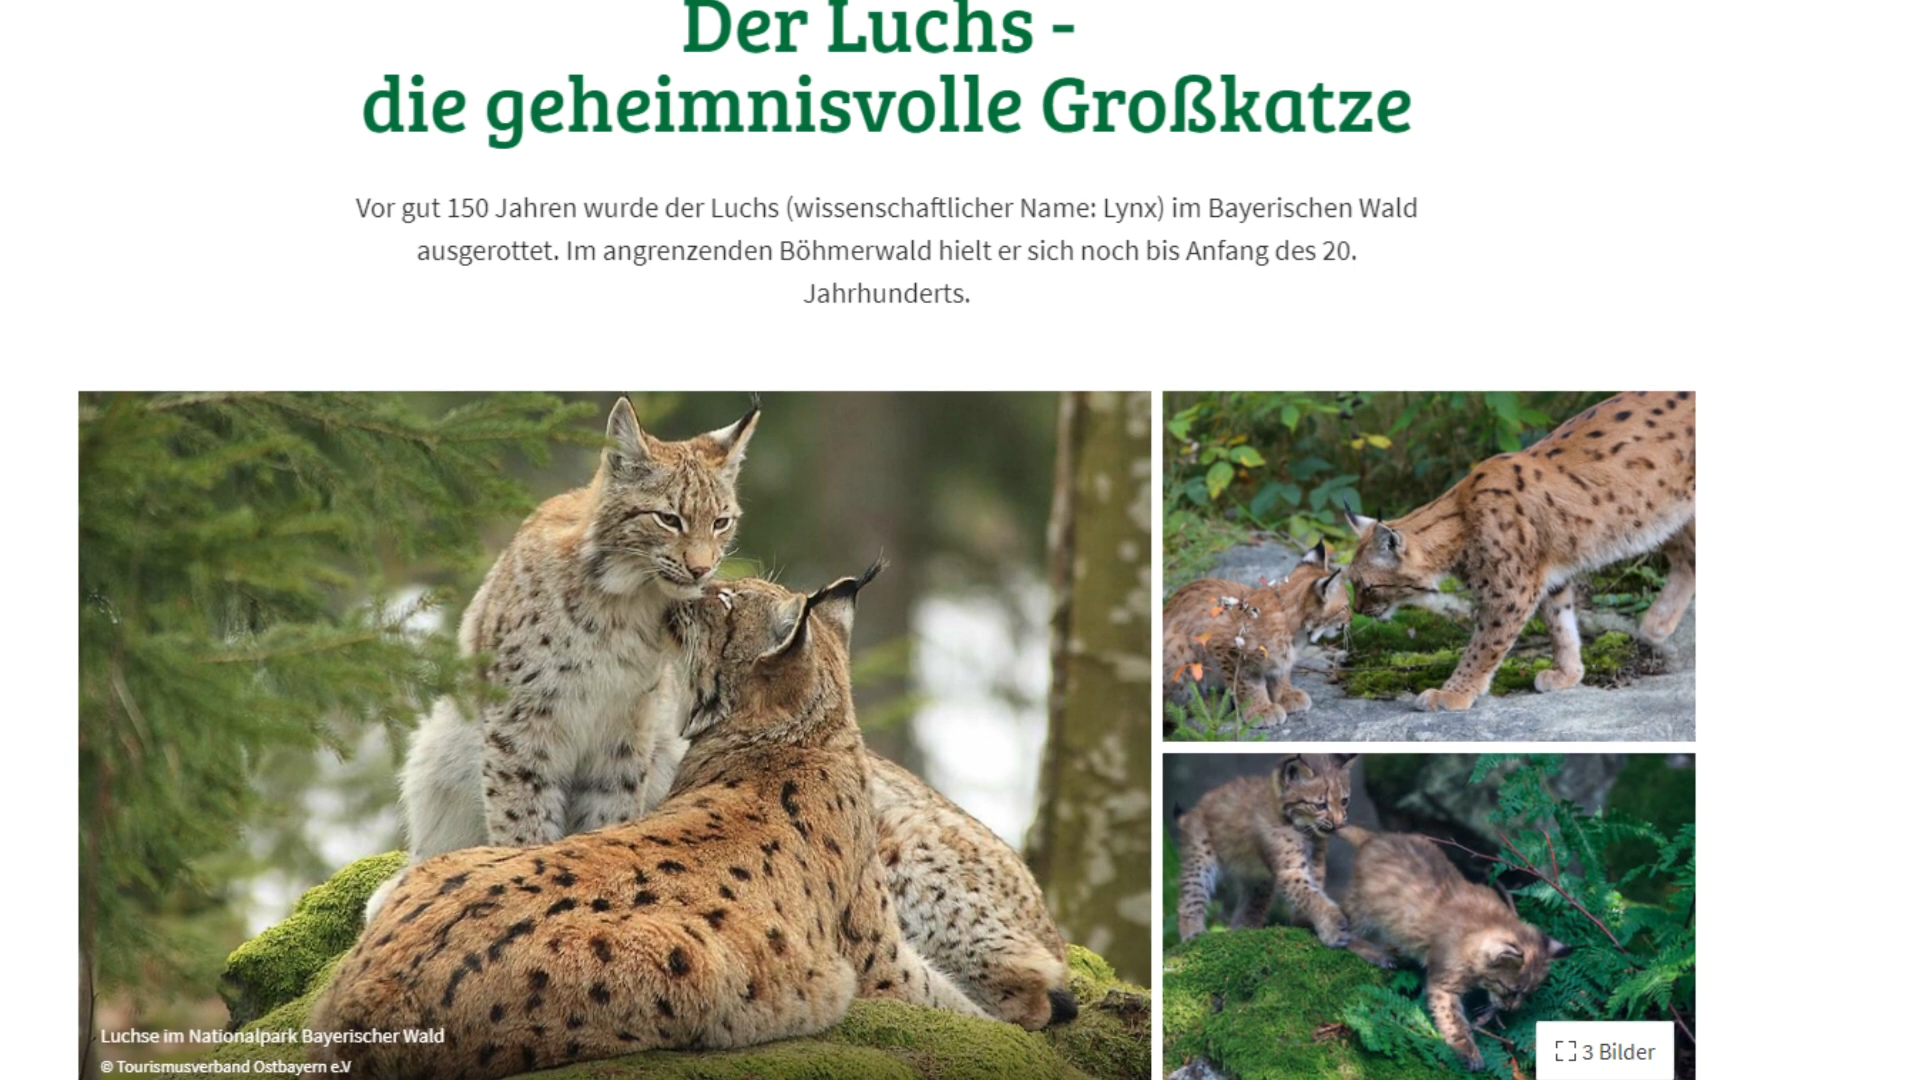 Der Luchs -
die geheimnisvolle Großkatze
Vor gut 150 Jahren wurde der Luchs (wissenschaftlicher Name: Lynx) im Bayerischen Wald
ausgerottet. Im angrenzenden Böhmerwald hielt er sich noch bis Anfang des 20.
Jahrhunderts.
Luchse im Nationalpark Bayerischer Wald
© Tourismusverband Ostbayern e.V
3 Bilder